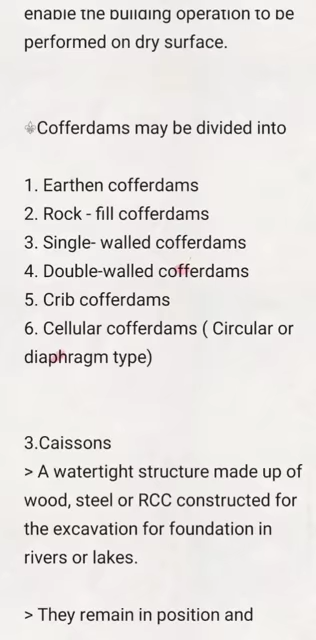 enable the building operation to be
performed on dry surface.
Cofferdams may be divided into
1. Earthen cofferdams
2. Rock - fill cofferdams
3. Single- walled cofferdams
4. Double-walled cofferdams
5. Crib cofferdams
6. Cellular cofferdams ( Circular or
diaphragm type)
3.Caissons
> A watertight structure made up of
wood, steel or RCC constructed for
the excavation for foundation in
rivers or lakes.
> They remain in position and